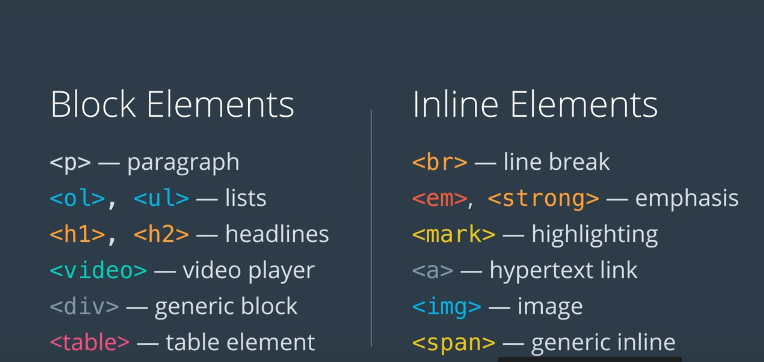 Block Elements
<p> — paragraph
<ol>, <ul> — lists
<h1>, <h2> — headlines
<video> — video player
<div> — generic block
<table> — table element
Inline Elements
<br> — line break
<em>, <strong> — emphasis
<mark> — highlighting
<a> — hypertext link
<img> — image
<span> — generic inline